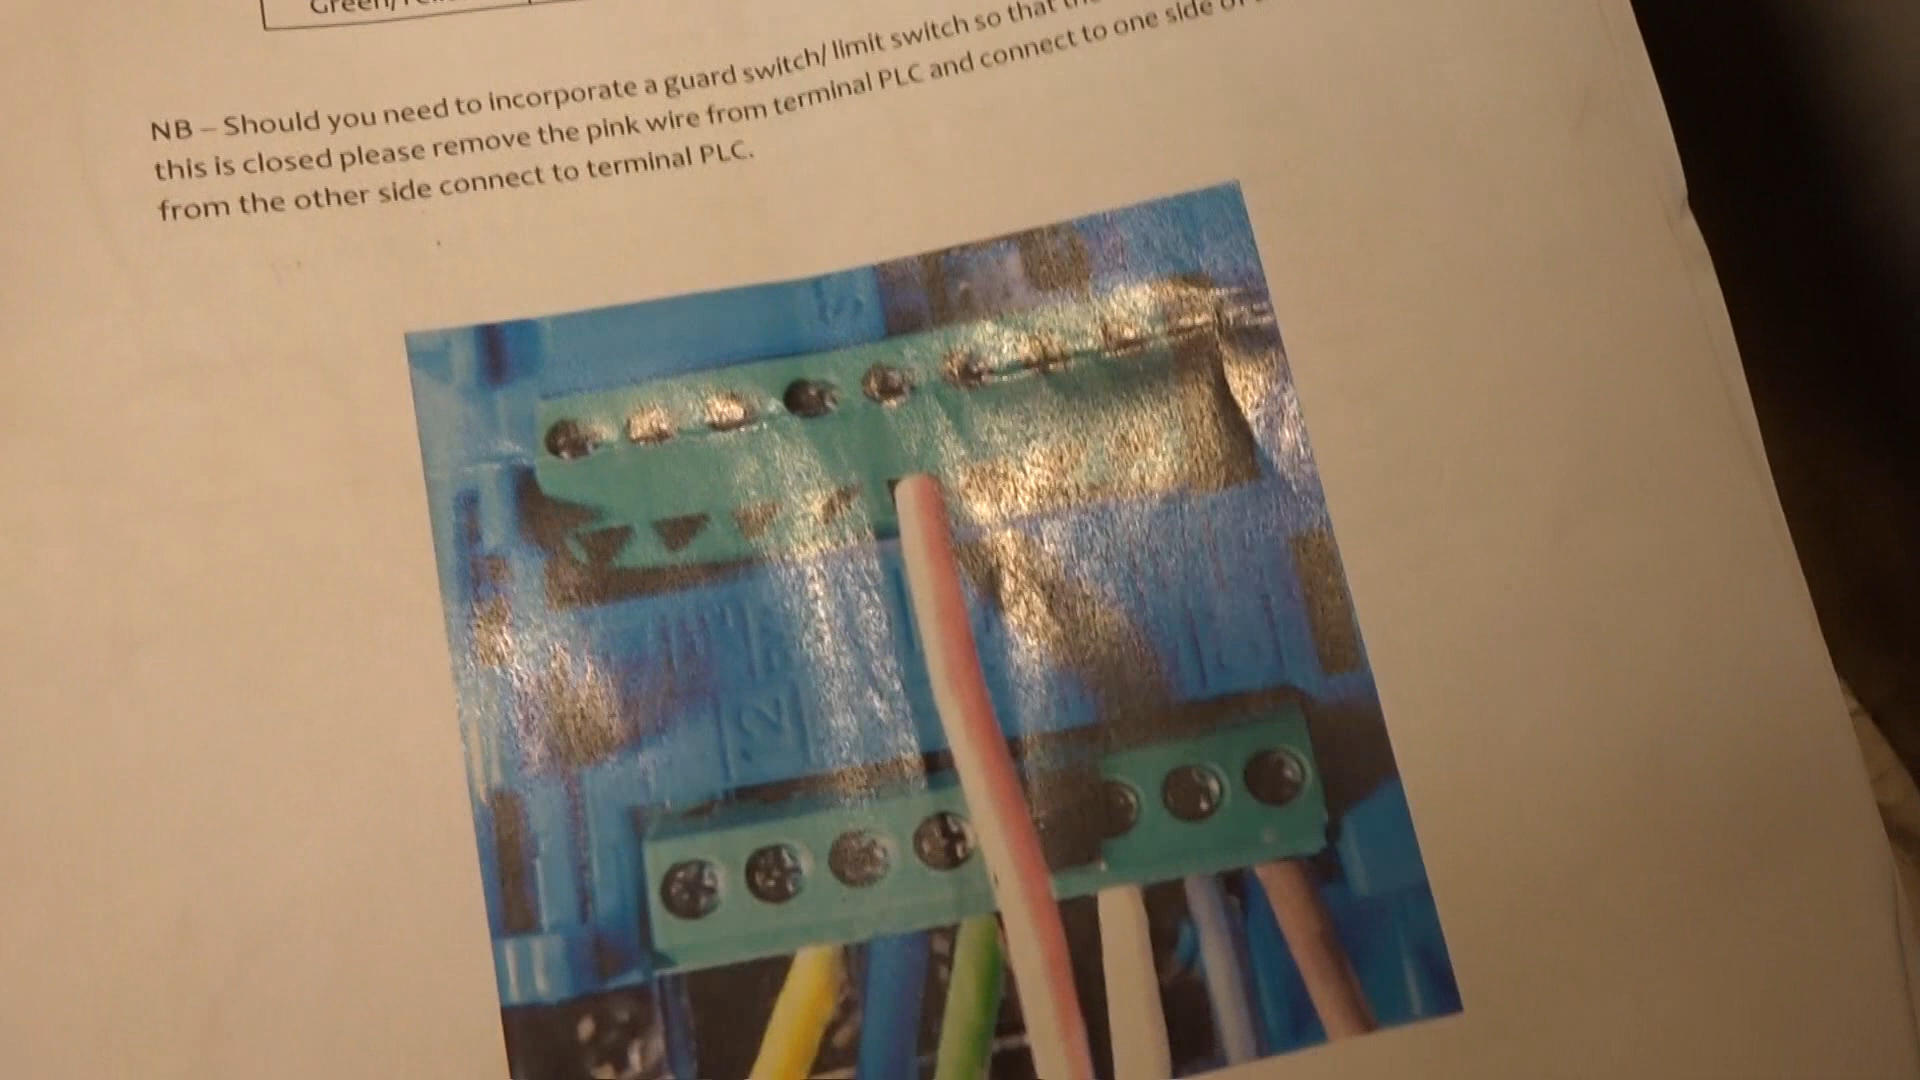 NB – Should you need to incorporate a guard switch/ limit switch so that
this is closed please remove the pink wire from terminal PLC and connect to one side
from the other side connect to terminal PLC.